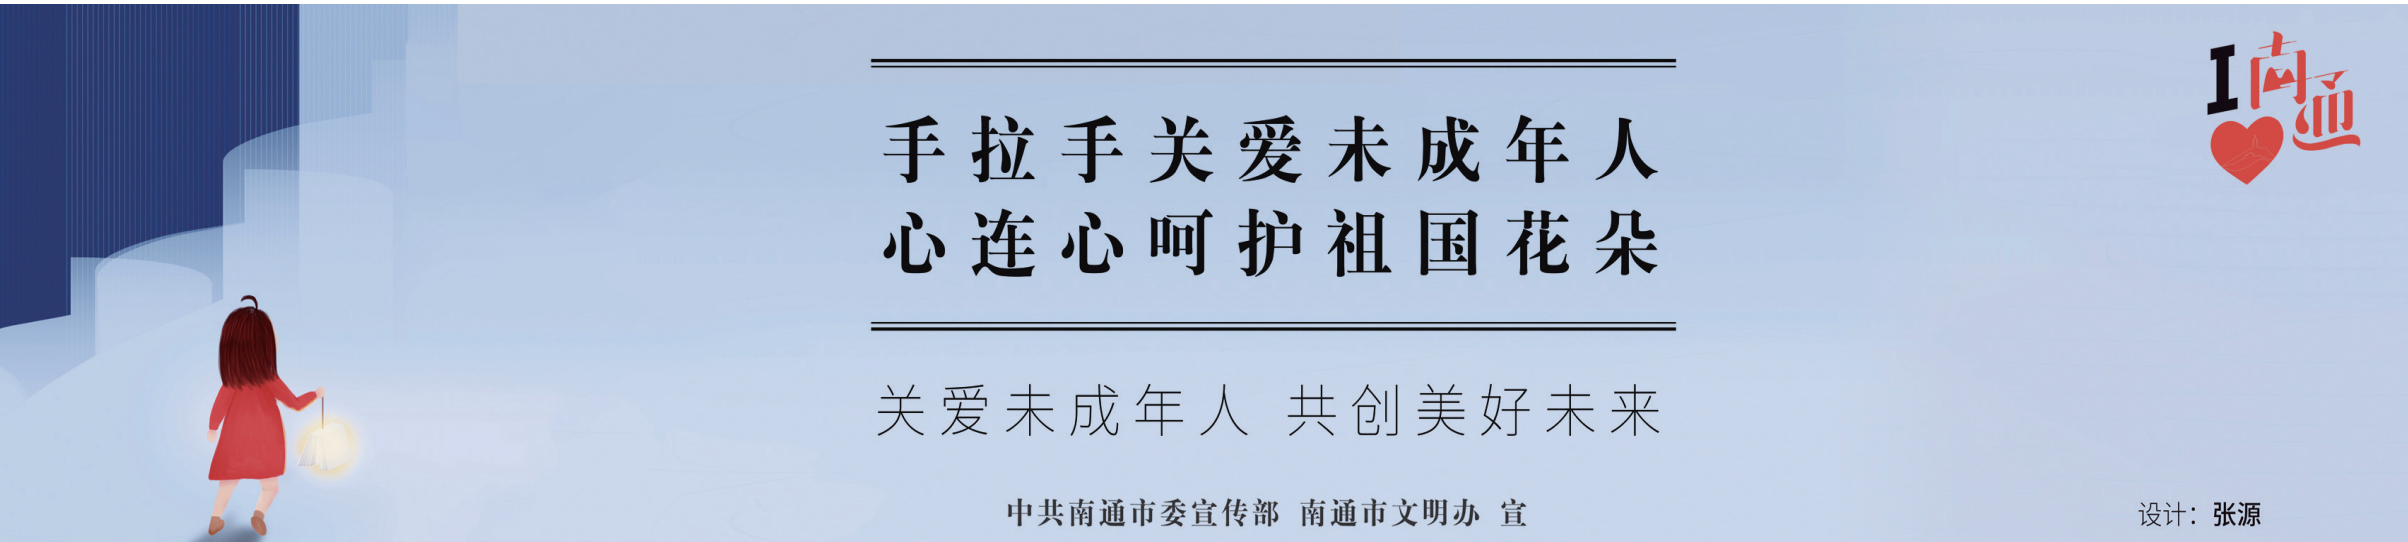 I 南通
手拉手关爱未成年人
心连心呵护祖国花朵
关爱未成年人 共创美好未来
中共南通市委宣传部 南通市文明办 宣
设计：张源